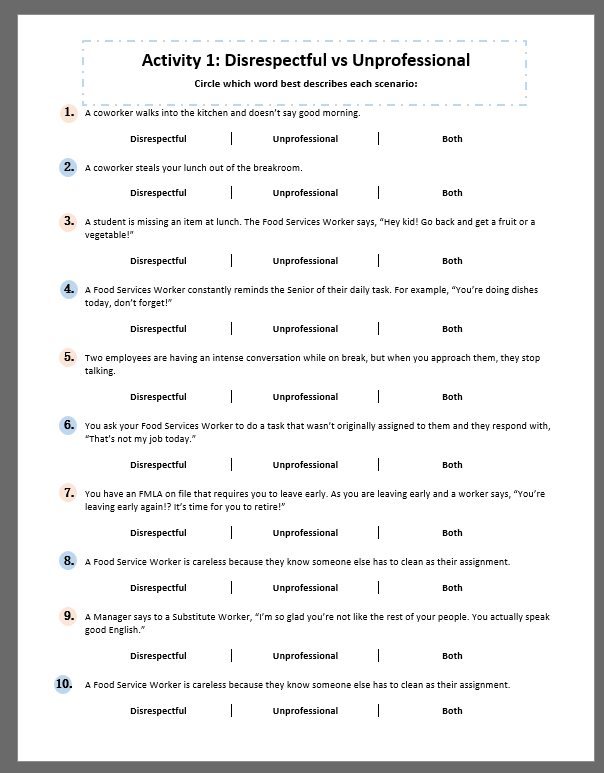 Activity 1: Disrespectful vs Unprofessional
Circle which word best describes each scenario:
1. A coworker walks into the kitchen and doesn’t say good morning.
Disrespectful | Unprofessional | Both
2. A coworker steals your lunch out of the breakroom.
Disrespectful | Unprofessional | Both
3. A student is missing an item at lunch. The Food Services Worker says, “Hey kid! Go back and get a fruit or a
vegetable!”
Disrespectful | Unprofessional | Both
4. A Food Services Worker constantly reminds the Senior of their daily task. For example, “You’re doing dishes
today, don’t forget!”
Disrespectful | Unprofessional | Both
5. Two employees are having an intense conversation while on break, but when you approach them, they stop
talking.
Disrespectful | Unprofessional | Both
6. You ask your Food Services Worker to do a task that wasn’t originally assigned to them and they respond with,
“That’s not my job today.”
Disrespectful | Unprofessional | Both
7. You have an FMLA on file that requires you to leave early. As you are leaving early and a worker says, “You’re
leaving early again!? It’s time for you to retire!”
Disrespectful | Unprofessional | Both
8. A Food Service Worker is careless because they know someone else has to clean as their assignment.
Disrespectful | Unprofessional | Both
9. A Manager says to a Substitute Worker, “I’m so glad you’re not like the rest of your people. You actually speak
good English.”
Disrespectful | Unprofessional | Both
10. A Food Service Worker is careless because they know someone else has to clean as their assignment.
Disrespectful | Unprofessional | Both